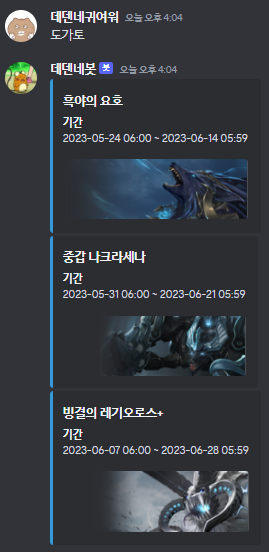 데덴네귀여워 오늘 오후 4:04
도가토
데덴네봇 봇 오늘 오후 4:04
흑야의 요호
기간
2023-05-24 06:00 ~ 2023-06-14 05:59
중갑 나크라세나
기간
2023-05-31 06:00 ~ 2023-06-21 05:59
빙결의 레기오로스+
기간
2023-06-07 06:00 ~ 2023-06-28 05:59